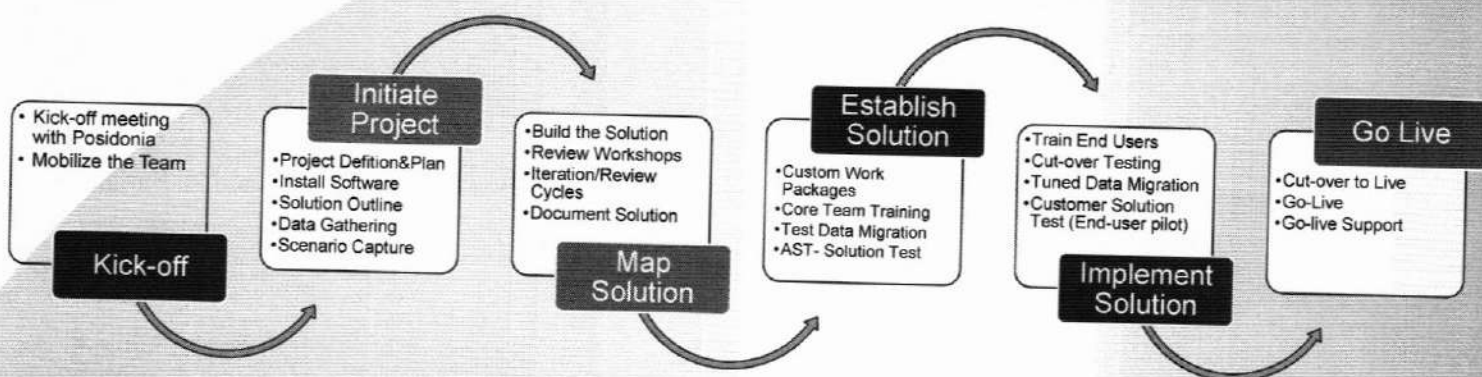 • Kick-off meeting
with Posidonia
• Mobilize the Team
Kick-off
Initiate
Project
•Project Defition&Plan
•Install Software
•Solution Outline
•Data Gathering
•Scenario Capture
•Build the Solution
•Review Workshops
•Iteration/Review
Cycles
•Document Solution
Map
Solution
Establish
Solution
•Custom Work
Packages
•Core Team Training
•Test Data Migration
•AST- Solution Test
•Train End Users
•Cut-over Testing
•Tuned Data Migration
•Customer Solution
Test (End-user pilot)
Implement
Solution
Go Live
•Cut-over to Live
•Go-Live
•Go-live Support